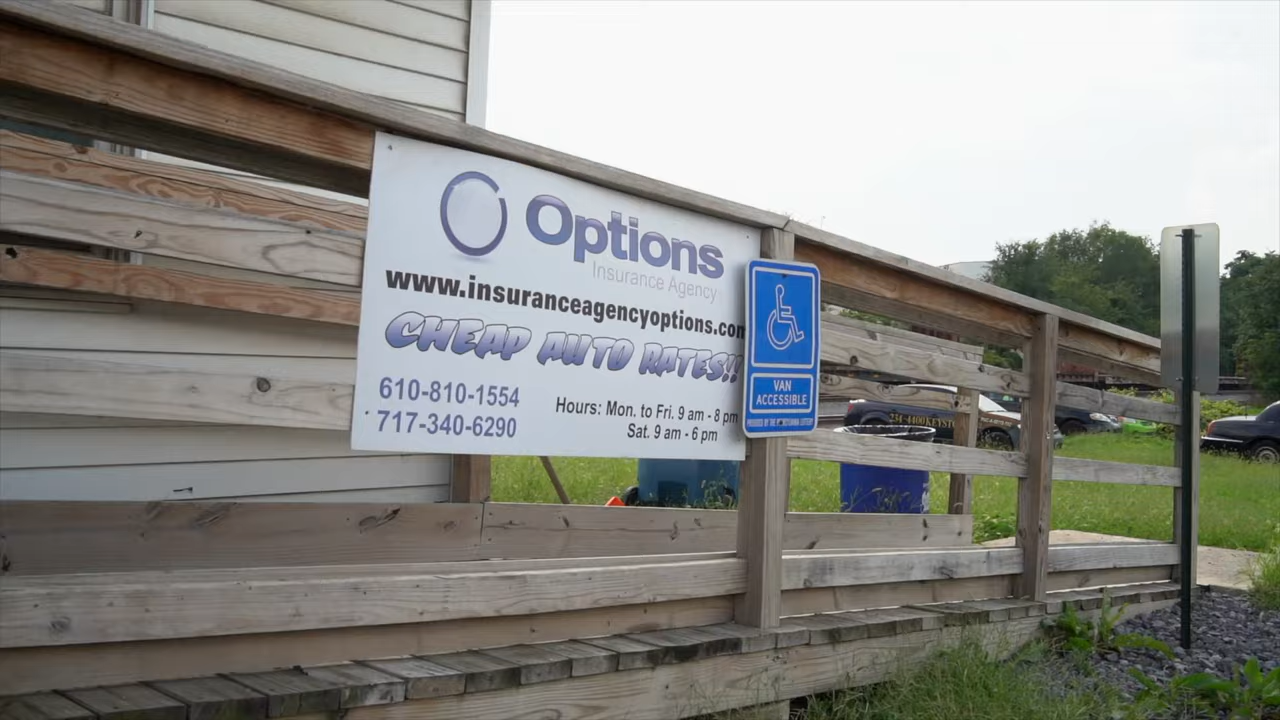 Options
Insurance Agency
www.insuranceagencyoptions.com
CHEAP AUTO RATES!!
610-810-1554
717-340-6290
Hours: Mon. to Fri. 9 am - 8 pm
Sat. 9 am - 6 pm
VAN
ACCESSIBLE